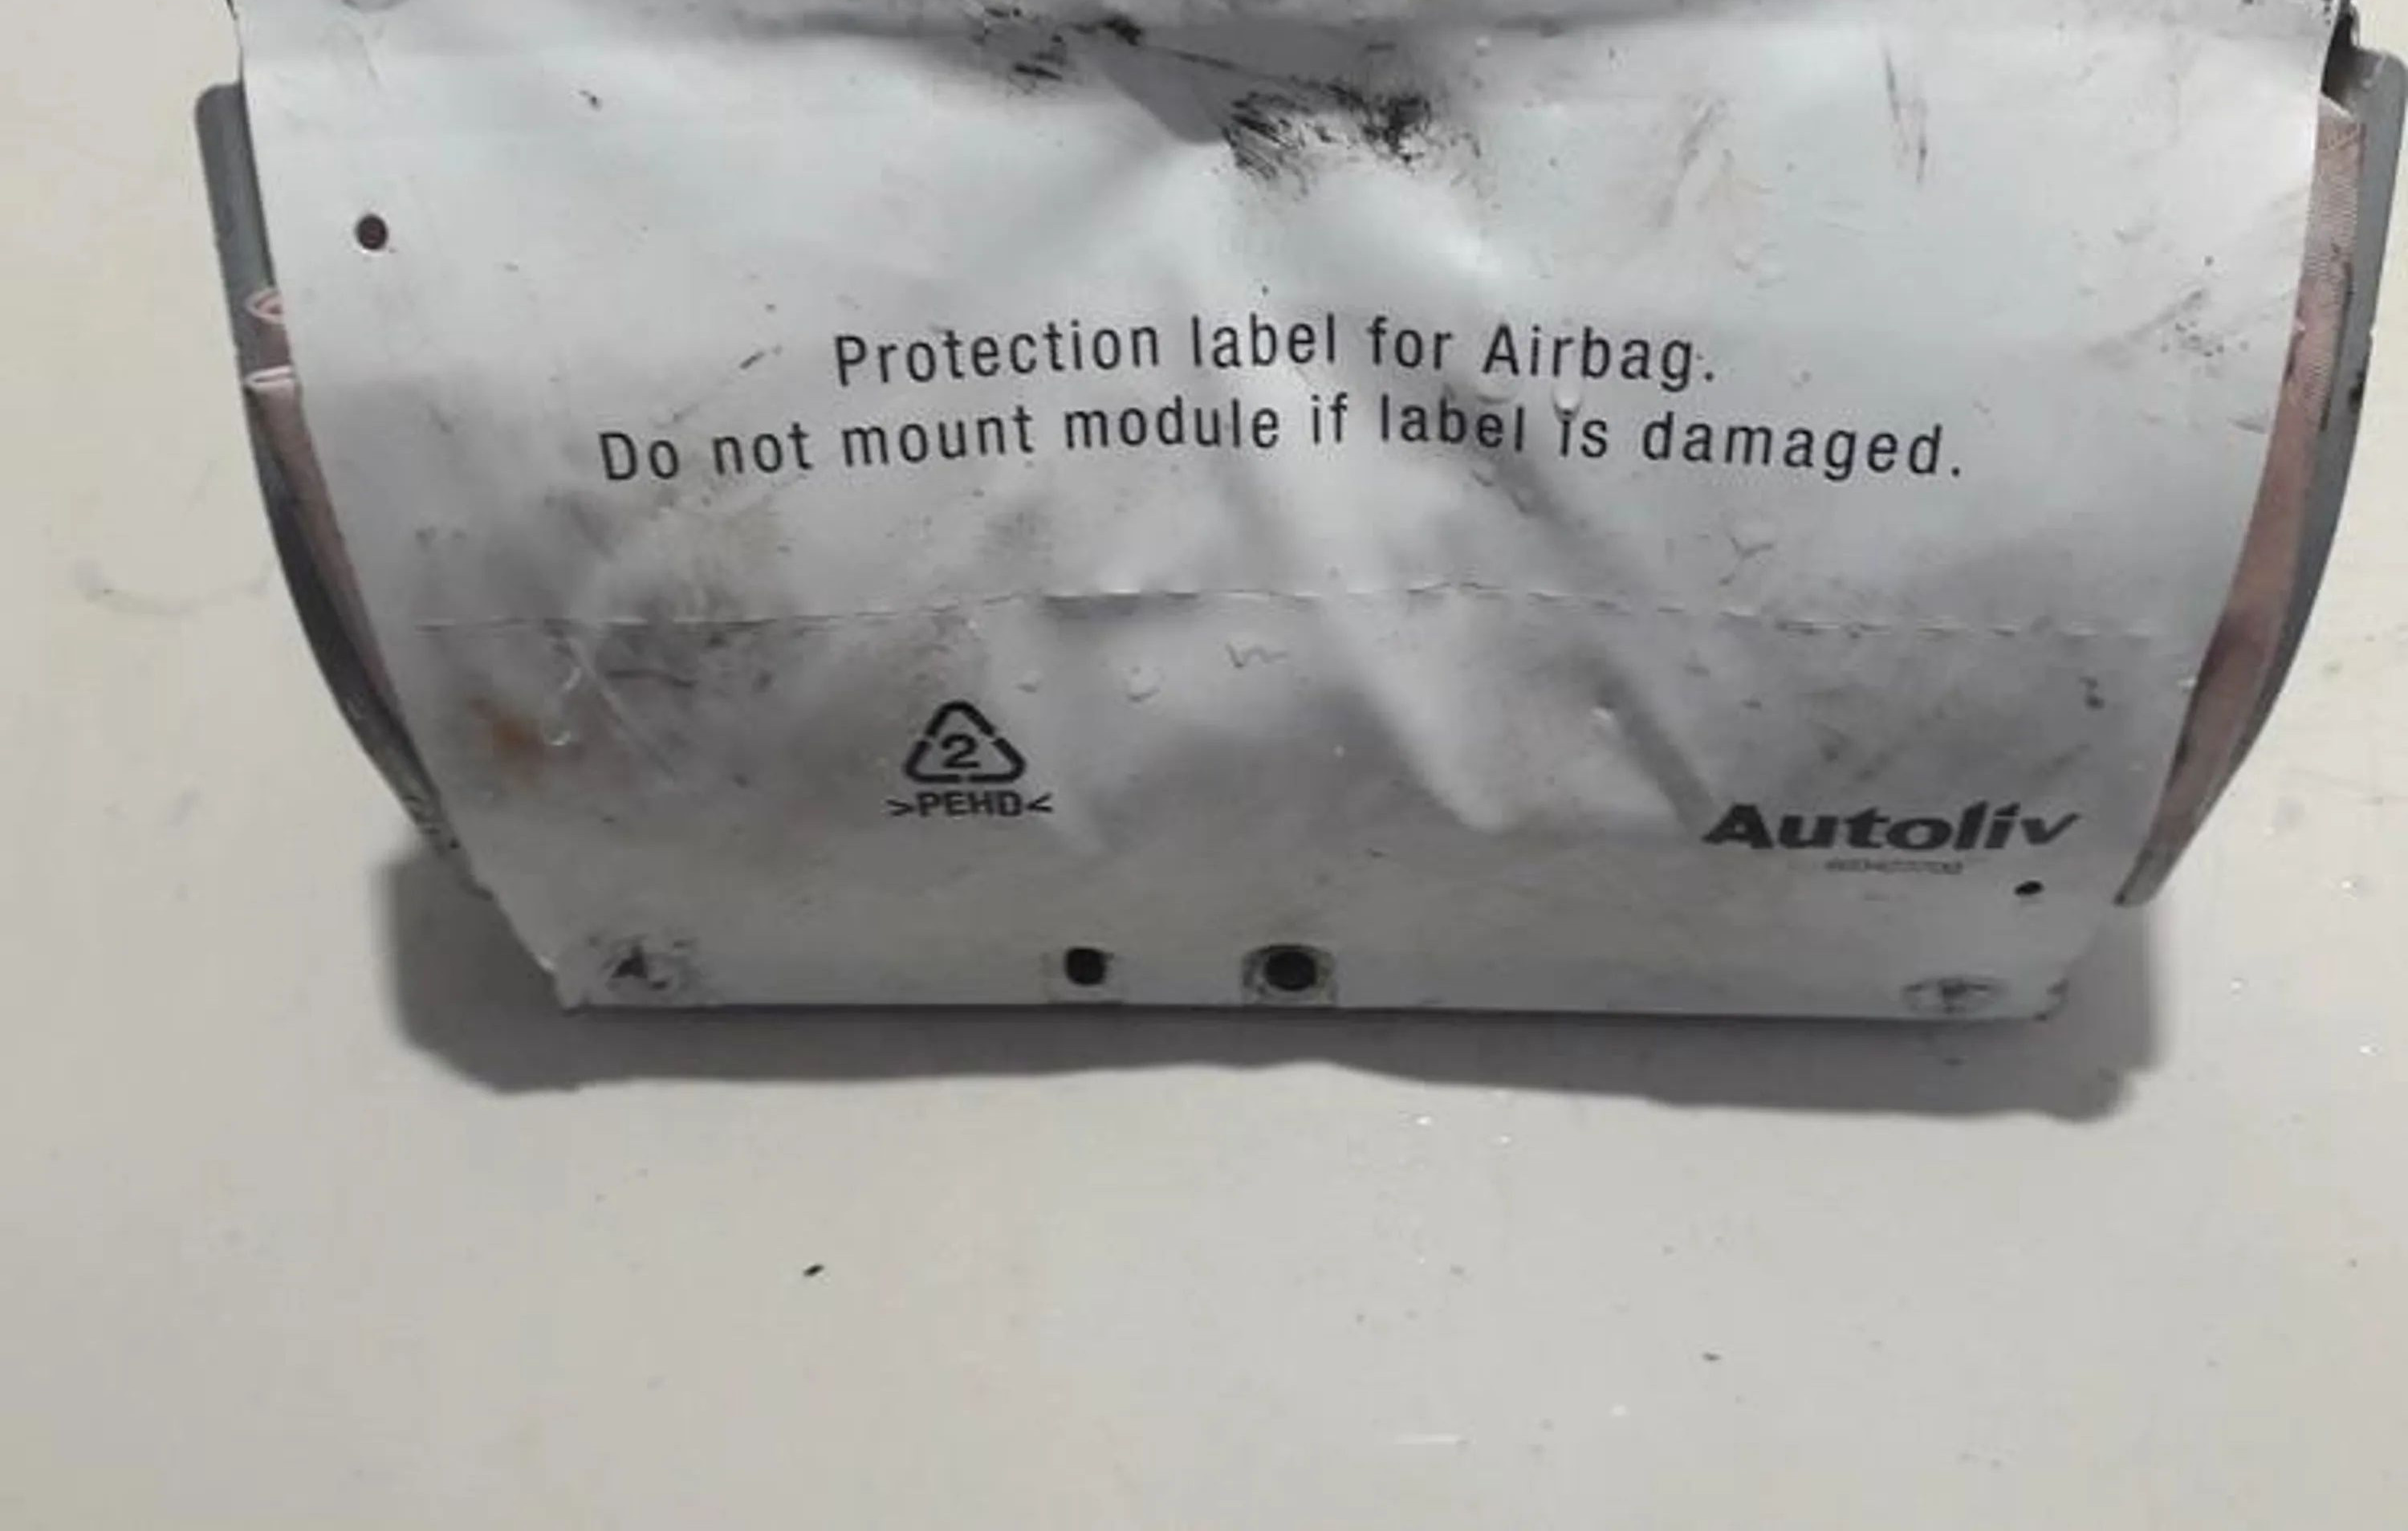 Protection label for Airbag.
Do not mount module if label is damaged.
2
>PEHD<
Autoliv